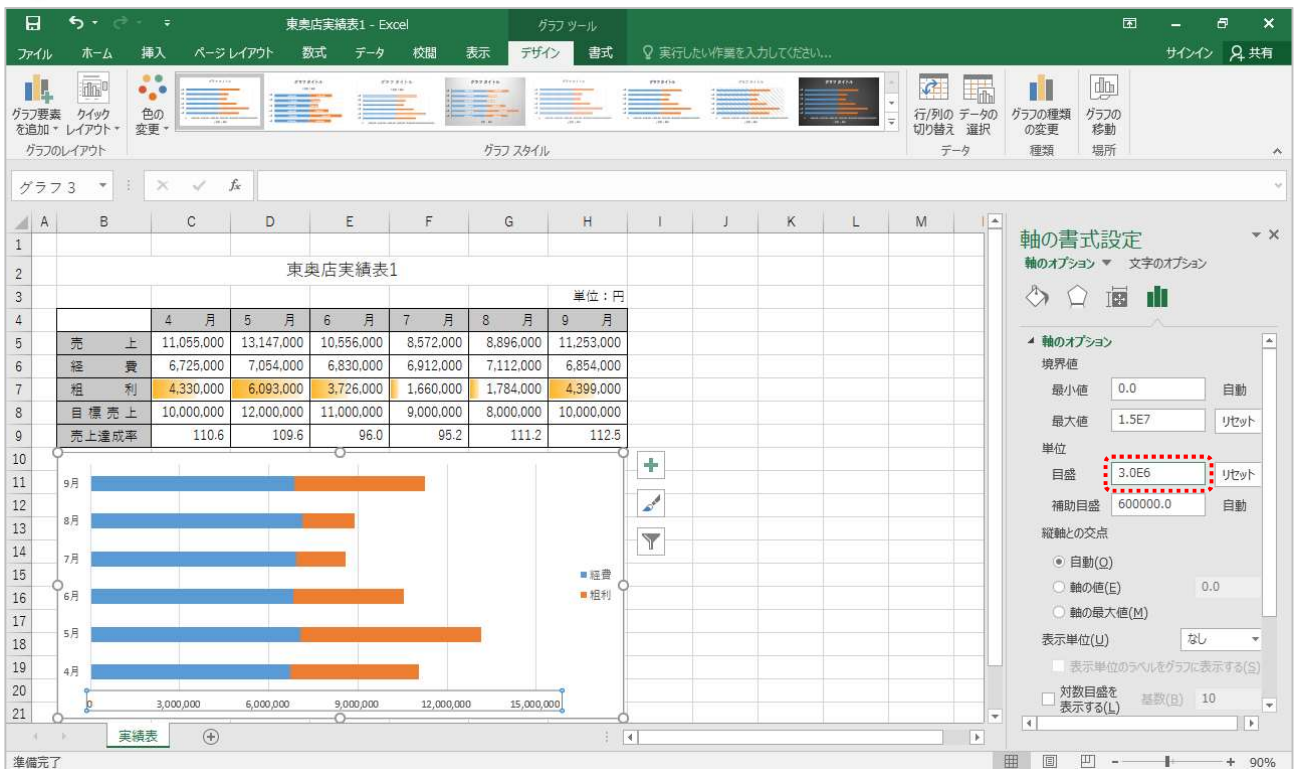 東奥店実績表1 - Excel
グラフ ツール
ファイル ホーム 挿入 ページ レイアウト 数式 データ 校閲 表示 デザイン 書式 実行したい作業を入力してください... サインイン 共有
グラフ要素を追加 クイックレイアウト 色の変更 行/列の切り替え データの選択 グラフの種類の変更 グラフの移動
グラフのレイアウト グラフ スタイル データ 種類 場所
グラフ 3 fx
A B C D E F G H I J K L M
1
2 東奥店実績表1
3 単位：円
4 4 月 5 月 6 月 7 月 8 月 9 月
5 売 上 11,055,000 13,147,000 10,556,000 8,572,000 8,896,000 11,253,000
6 経 費 6,725,000 7,054,000 6,830,000 6,912,000 7,112,000 6,854,000
7 粗 利 4,330,000 6,093,000 3,726,000 1,660,000 1,784,000 4,399,000
8 目 標 売 上 10,000,000 12,000,000 11,000,000 9,000,000 8,000,000 10,000,000
9 売上達成率 110.6 109.6 96.0 95.2 111.2 112.5
10
11 9月
12
13 8月
14 7月
15 経費
16 6月 粗利
17
18 5月
19 4月
20
21 0 3,000,000 6,000,000 9,000,000 12,000,000 15,000,000
実績表
準備完了
90%
軸の書式設定
軸のオプション 文字のオプション
軸のオプション
境界値
最小値 0.0 自動
最大値 1.5E7 リセット
単位
目盛 3.0E6 リセット
補助目盛 600000.0 自動
縦軸との交点
自動(O)
軸の値(E) 0.0
軸の最大値(M)
表示単位(U) なし
表示単位のラベルをグラフに表示する(S)
対数目盛を表示する(L) 基数(B) 10